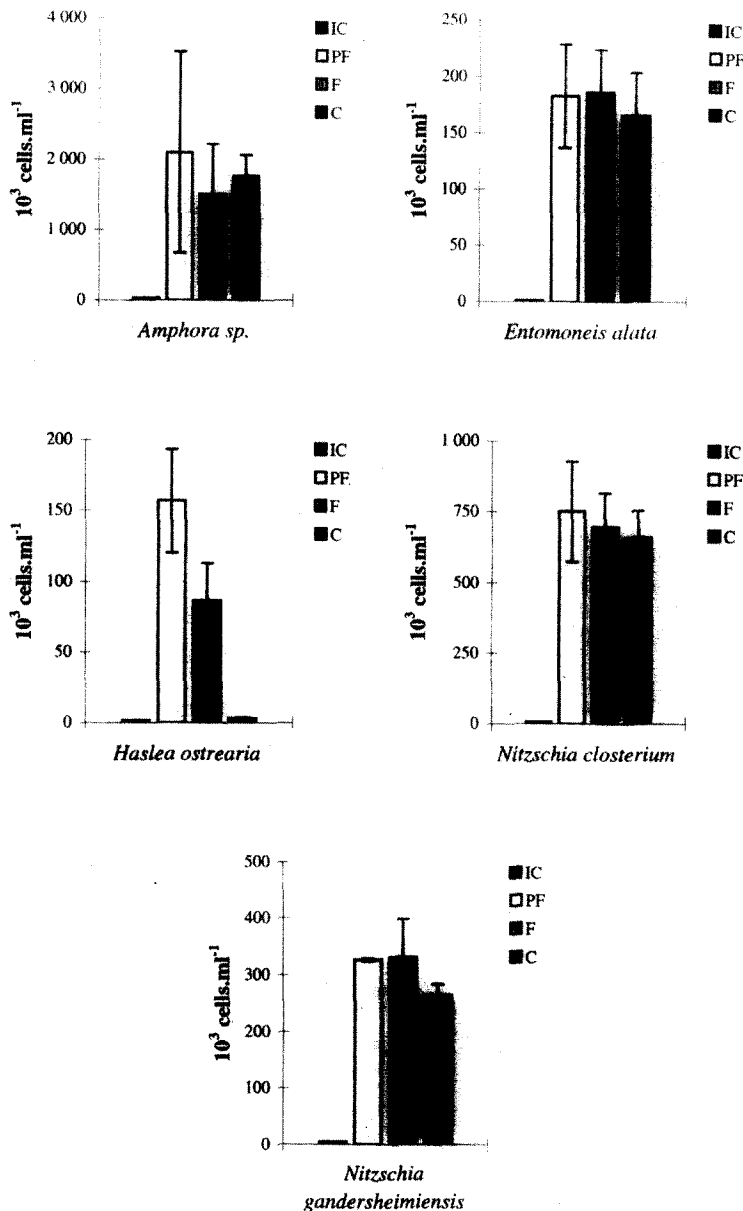 4 000
3 000
2 000
1 000
0
10³ cells.ml⁻¹
IC
PF
F
C
Amphora sp.
250
200
150
100
50
0
10³ cells.ml⁻¹
IC
PF
F
C
Entomoneis alata
200
150
100
50
0
10³ cells.ml⁻¹
IC
PF
F
C
Haslea ostrearia
1 000
750
500
250
0
10³ cells.ml⁻¹
IC
PF
F
C
Nitzschia closterium
500
400
300
200
100
0
10³ cells.ml⁻¹
IC
PF
F
C
Nitzschia
gandersheimiensis